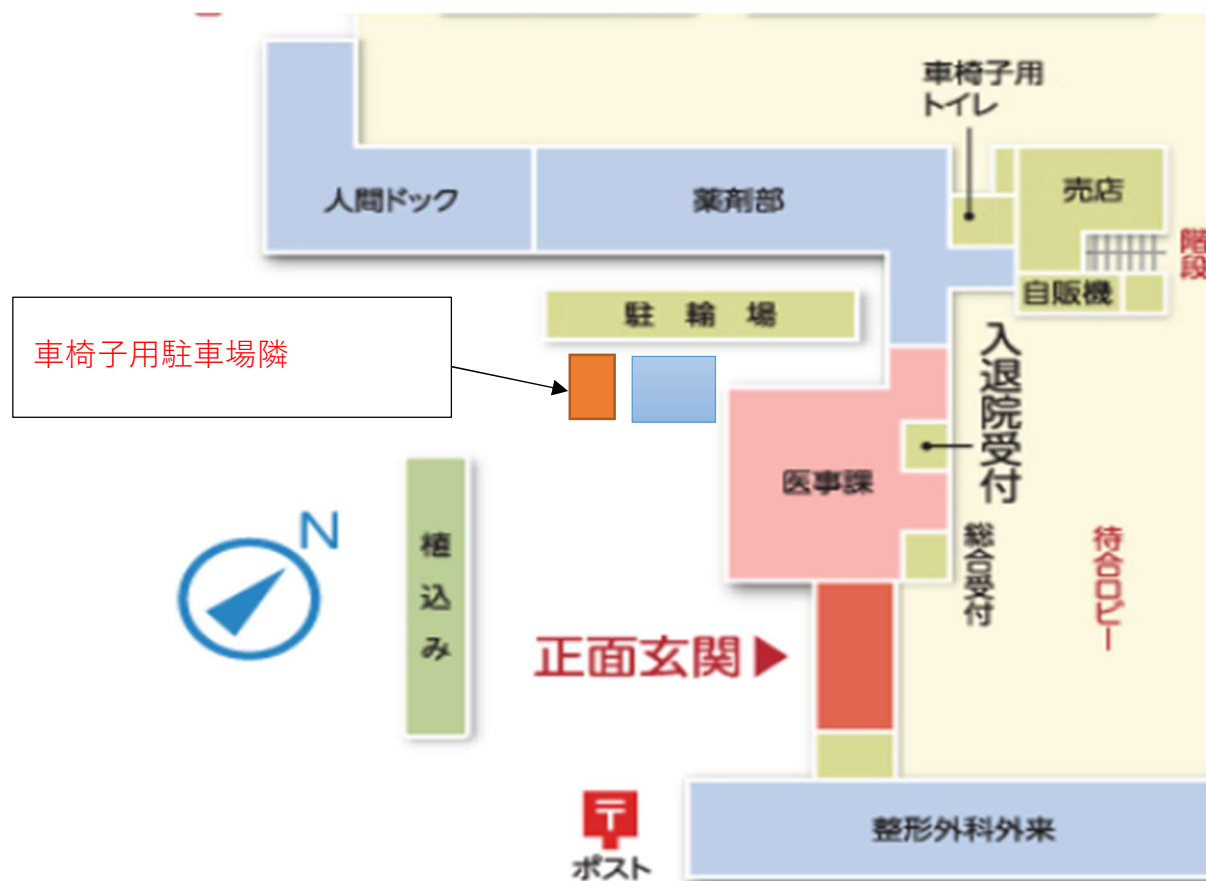 車椅子用
トイレ
人間ドック
薬剤部
売店
階段
自販機
駐輪場
車椅子用駐車場隣
入退院受付
医事課
総合受付
待合ロビー
N
植込み
正面玄関
〒
ポスト
整形外科外来